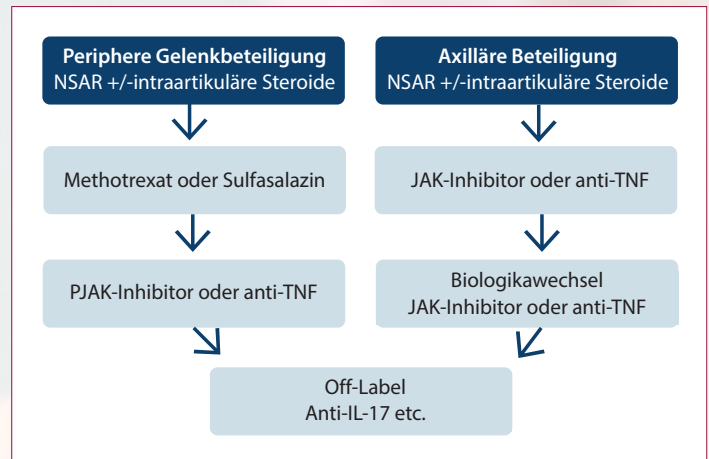 Periphere Gelenkbeteiligung
NSAR +/-intraartikuläre Steroide
Methotrexat oder Sulfasalazin
PJAK-Inhibitor oder anti-TNF
Axilläre Beteiligung
NSAR +/-intraartikuläre Steroide
JAK-Inhibitor oder anti-TNF
Biologikawechsel
JAK-Inhibitor oder anti-TNF
Off-Label
Anti-IL-17 etc.